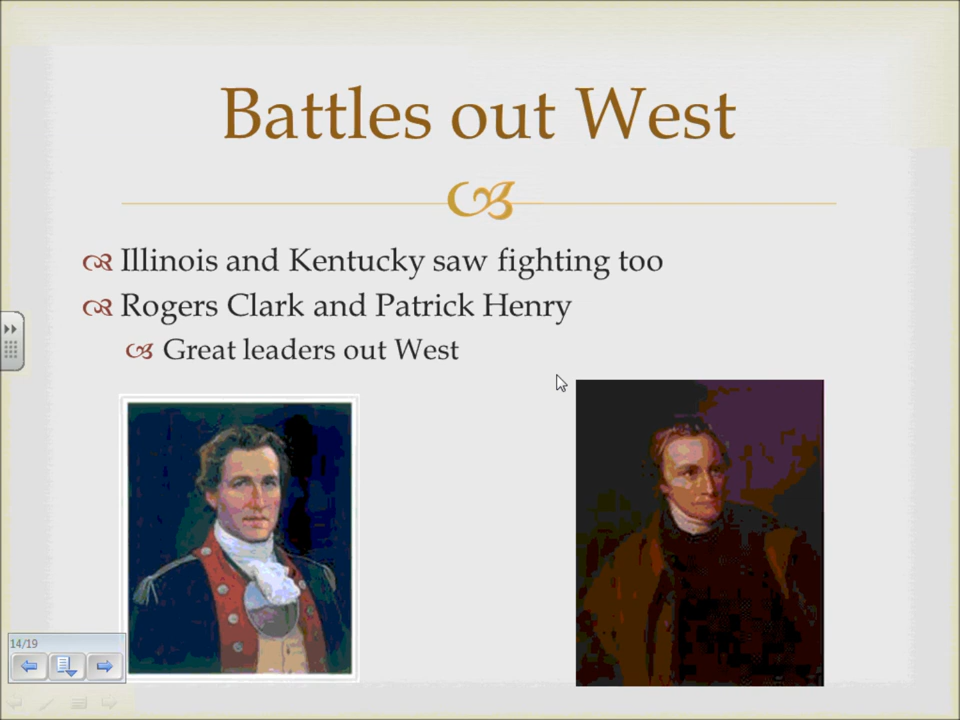 Battles out West
Illinois and Kentucky saw fighting too
Rogers Clark and Patrick Henry
Great leaders out West
14/19